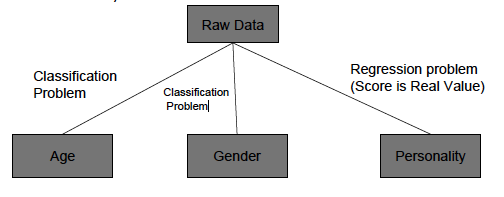 Raw Data
Classification
Problem
Classification
Problem
Regression problem
(Score is Real Value)
Age
Gender
Personality